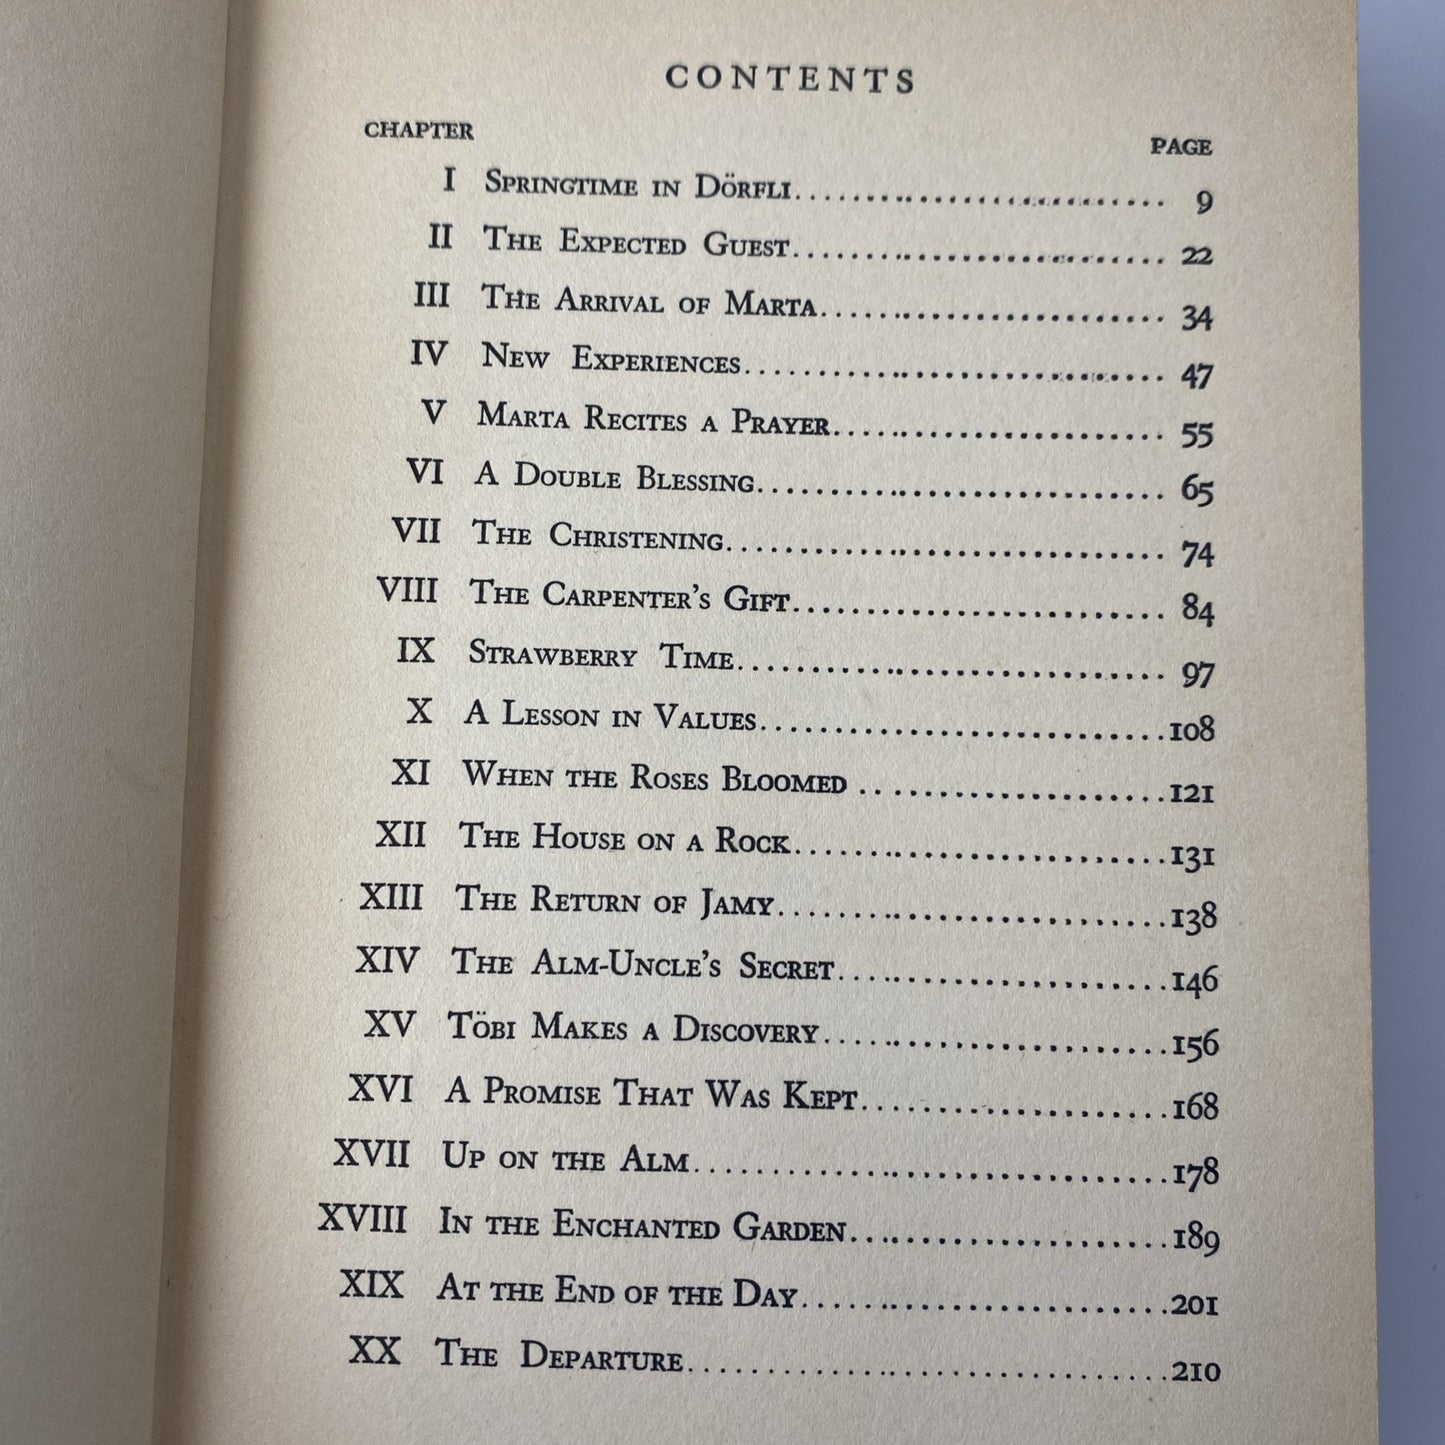 CONTENTS
CHAPTER PAGE
I SPRINGTIME IN DÖRFLI 9
II THE EXPECTED GUEST 22
III THE ARRIVAL OF MARTA 34
IV NEW EXPERIENCES 47
V MARTA RECITES A PRAYER 55
VI A DOUBLE BLESSING 65
VII THE CHRISTENING 74
VIII THE CARPENTER'S GIFT 84
IX STRAWBERRY TIME 97
X A LESSON IN VALUES 108
XI WHEN THE ROSES BLOOMED 121
XII THE HOUSE ON A ROCK 131
XIII THE RETURN OF JAMY 138
XIV THE ALM-UNCLE'S SECRET 146
XV TÖBI MAKES A DISCOVERY 156
XVI A PROMISE THAT WAS KEPT 168
XVII UP ON THE ALM 178
XVIII IN THE ENCHANTED GARDEN 189
XIX AT THE END OF THE DAY 201
XX THE DEPARTURE 210